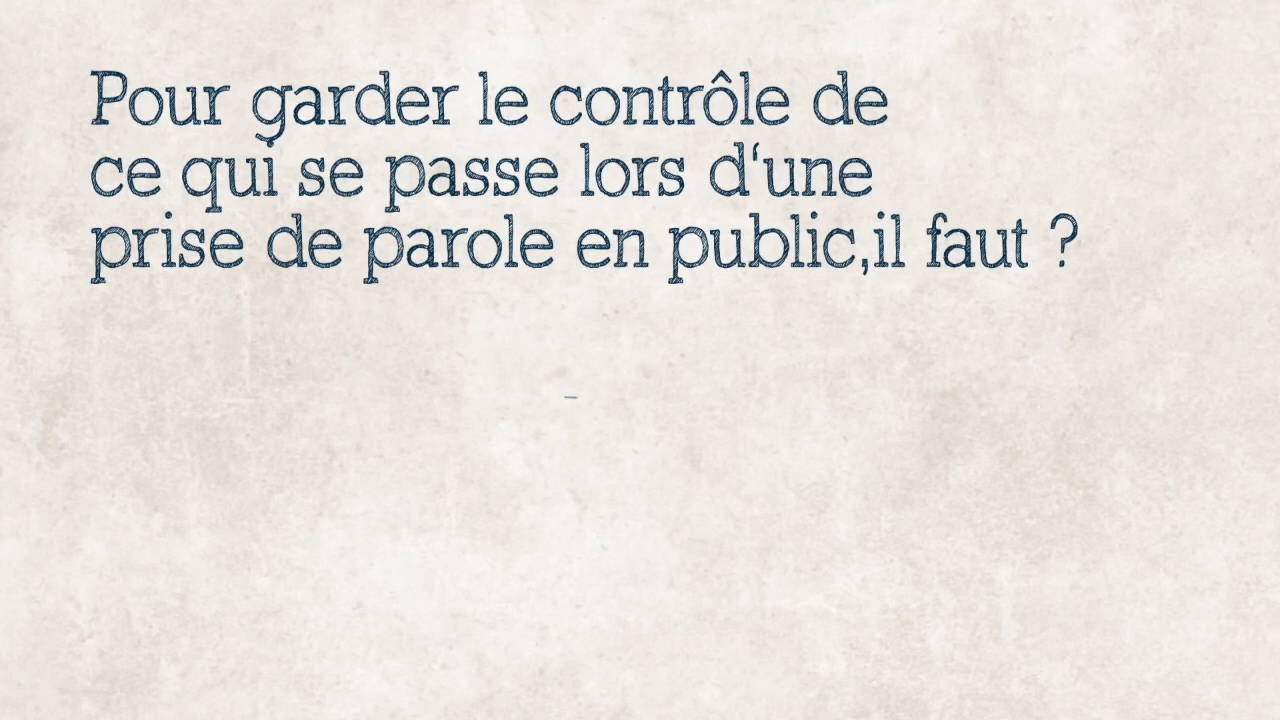 Pour garder le contrôle de
ce qui se passe lors d‘une
prise de parole en public,il faut ?